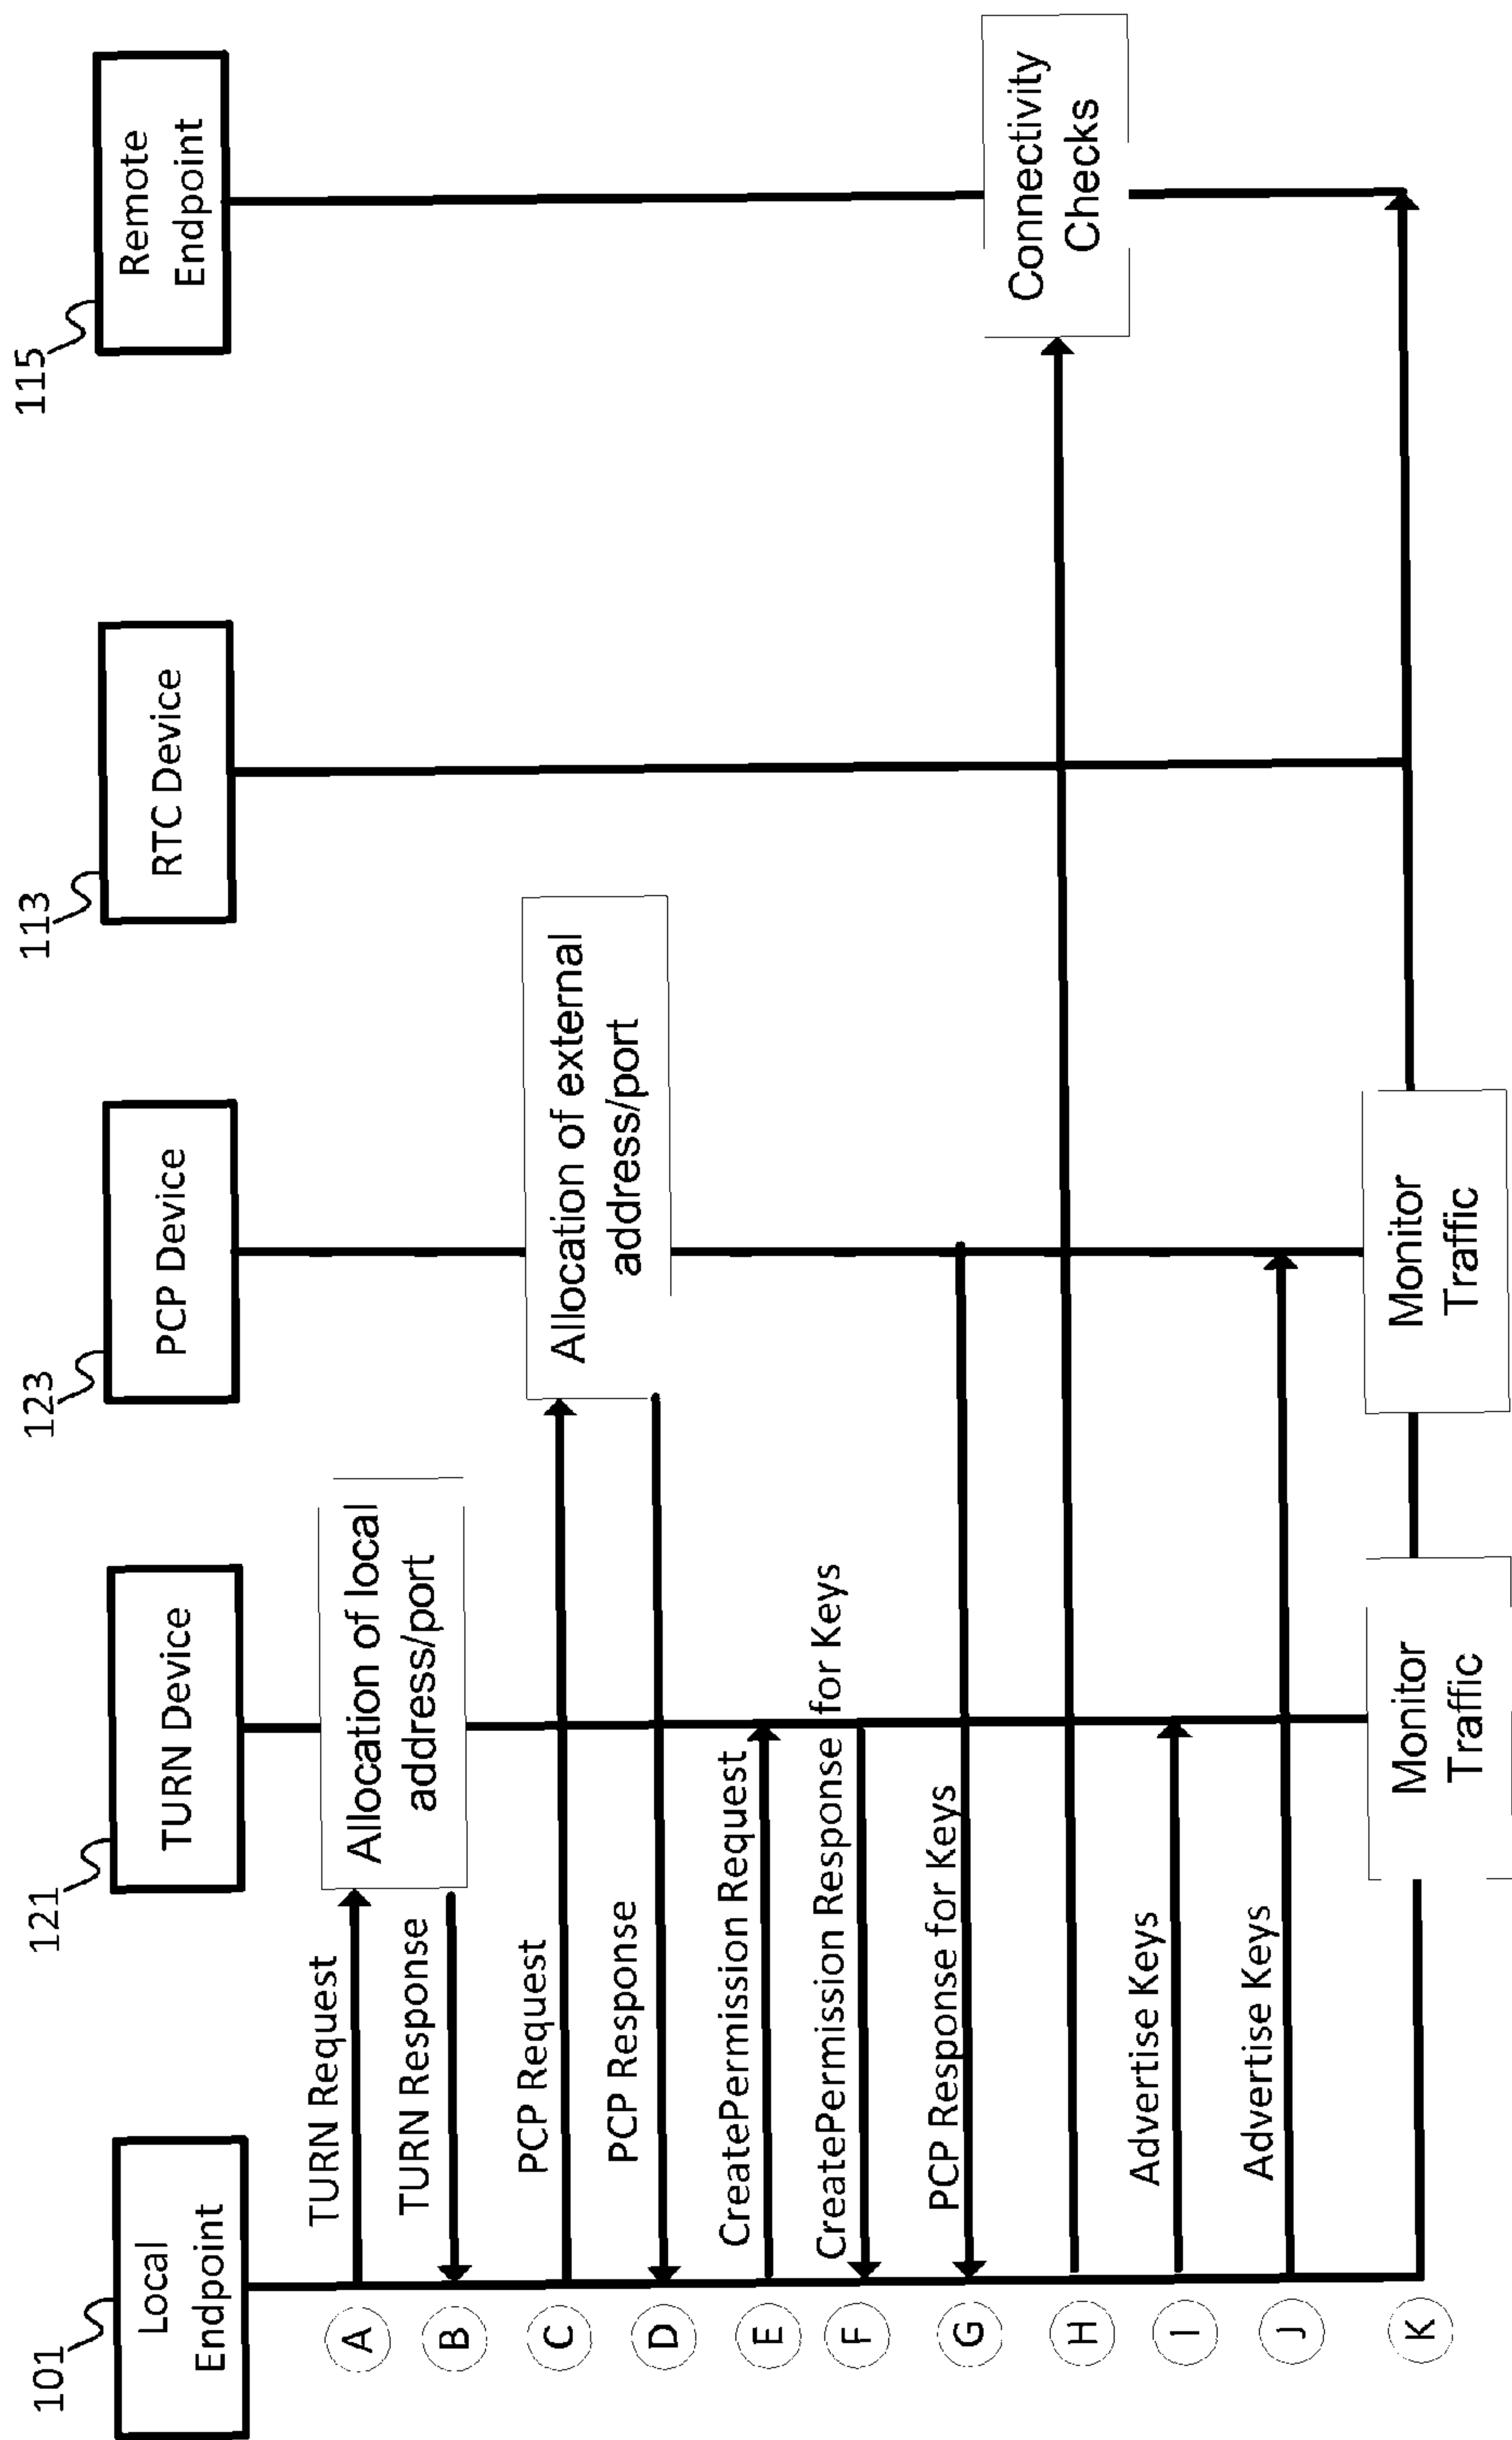 101
Local
Endpoint
121
TURN Device
123
PCP Device
113
RTC Device
115
Remote
Endpoint
A
TURN Request
Allocation of local
address/port
B
TURN Response
C
PCP Request
Allocation of external
address/port
D
PCP Response
E
CreatePermission Request
F
CreatePermission Response for Keys
G
PCP Response for Keys
H
Connectivity
Checks
I
Advertise Keys
J
Advertise Keys
K
Monitor
Traffic
Monitor
Traffic